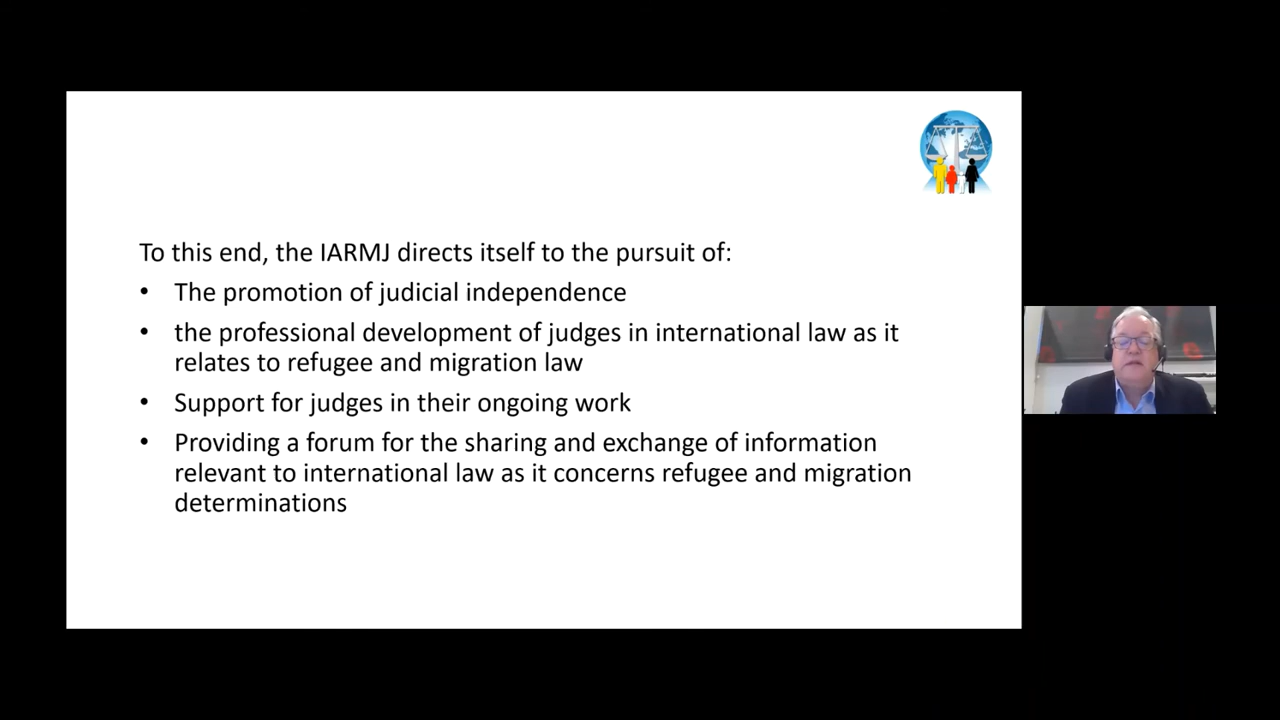 To this end, the IARMJ directs itself to the pursuit of:
• The promotion of judicial independence
• the professional development of judges in international law as it
relates to refugee and migration law
• Support for judges in their ongoing work
• Providing a forum for the sharing and exchange of information
relevant to international law as it concerns refugee and migration
determinations